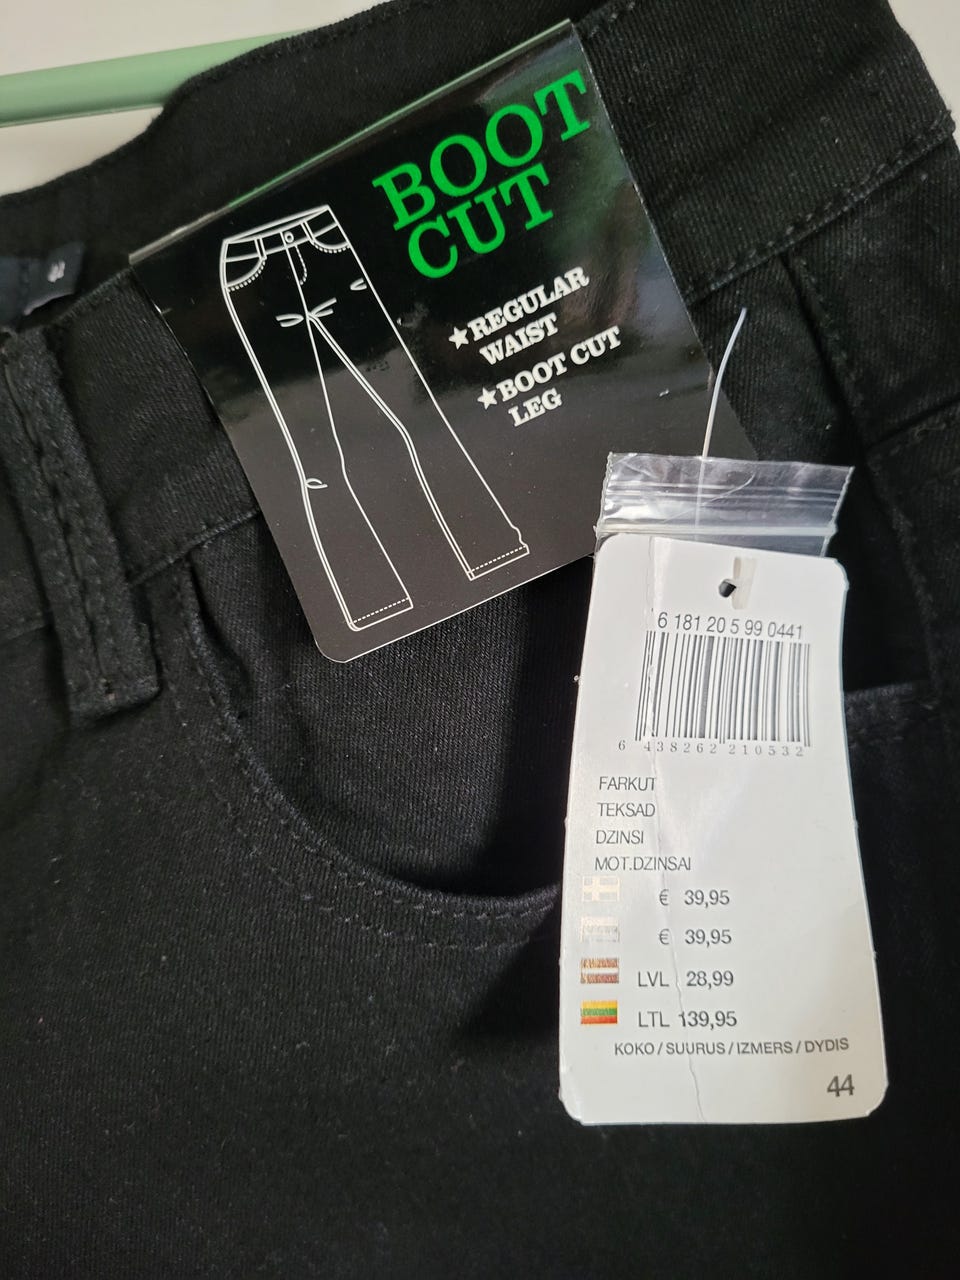 BOOT
CUT
★REGULAR
WAIST
★BOOT CUT
LEG
6 181 20 5 99 0441
6 438262 210532
FARKUT
TEKSAD
DZINSI
MOT.DZINSAI
€ 39,95
€ 39,95
LVL 28,99
LTL 139,95
KOKO / SUURUS / IZMERS / DYDIS
44